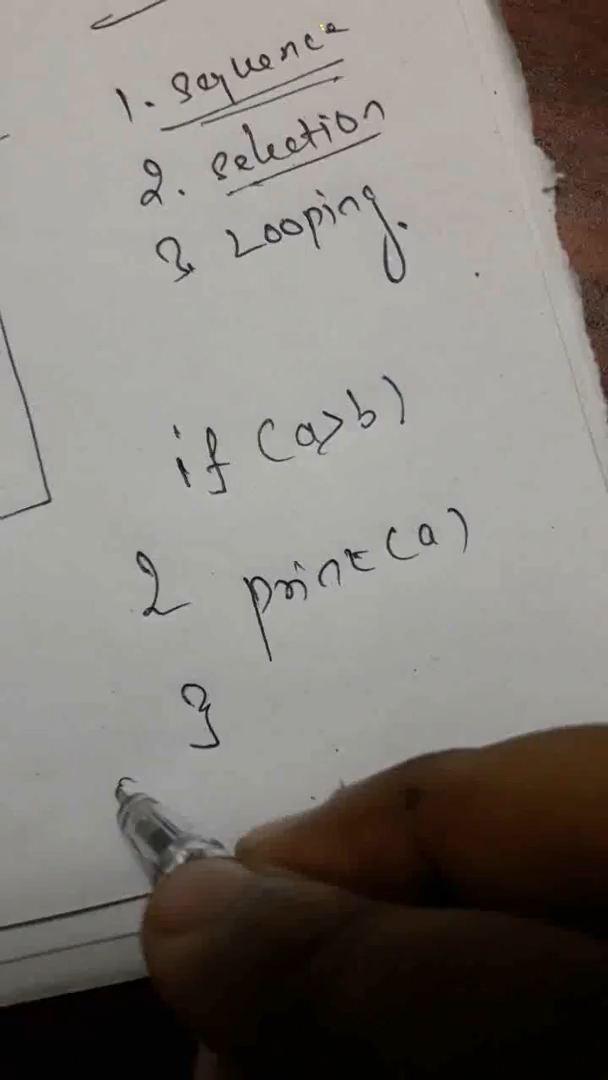 1. Sequence
2. Selection
3 Looping.
if (a>b)
{ print(a)
}